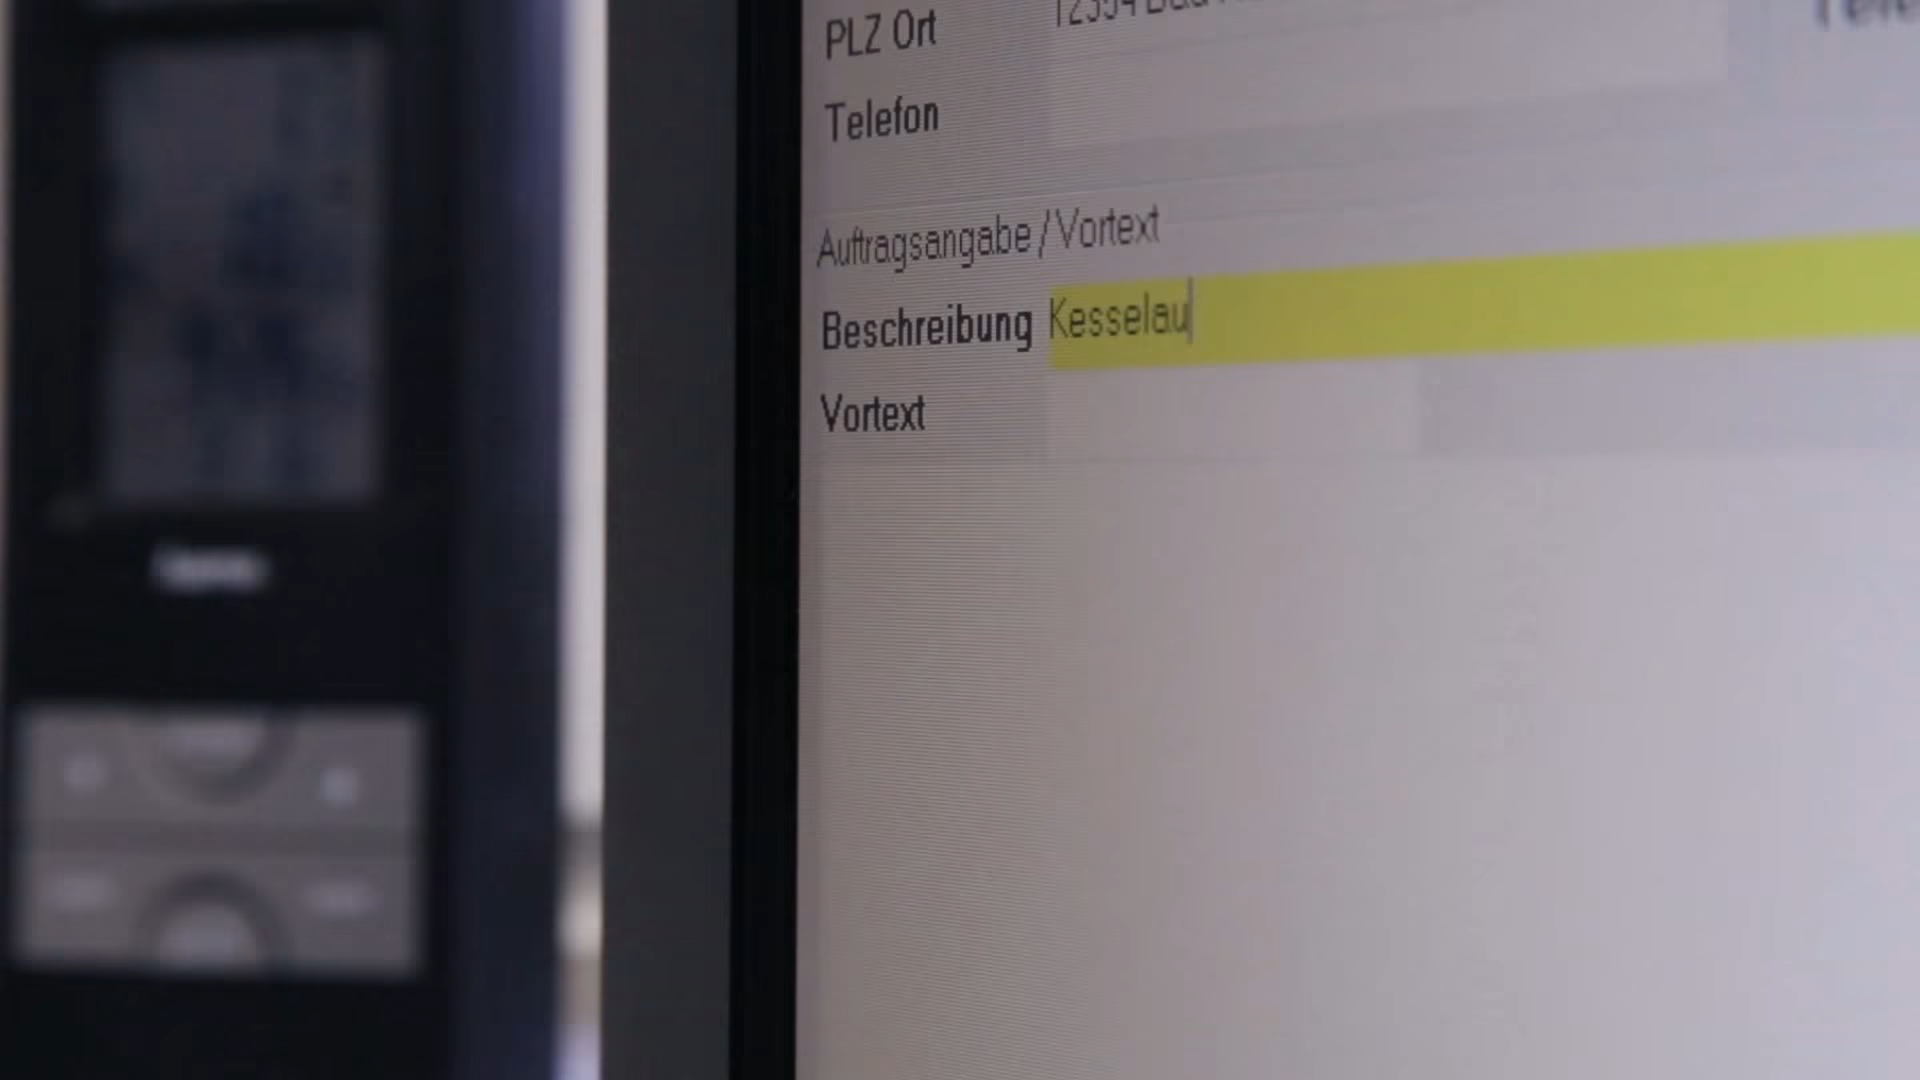 PLZ Ort
Telefon
Auftragsangabe / Vortext
Beschreibung Kesselau
Vortext